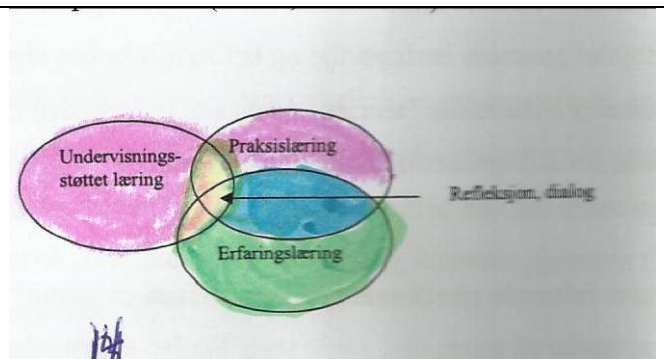 Undervisnings-
støttet læring
Praksislæring
Refleksjon, dialog
Erfaringslæring